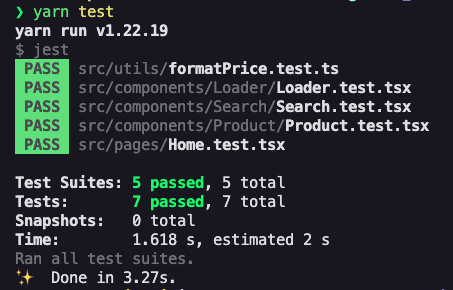 ❯ yarn test
yarn run v1.22.19
$ jest
PASS src/utils/formatPrice.test.ts
PASS src/components/Loader/Loader.test.tsx
PASS src/components/Search/Search.test.tsx
PASS src/components/Product/Product.test.tsx
PASS src/pages/Home.test.tsx
Test Suites: 5 passed, 5 total
Tests: 7 passed, 7 total
Snapshots: 0 total
Time: 1.618 s, estimated 2 s
Ran all test suites.
✨ Done in 3.27s.